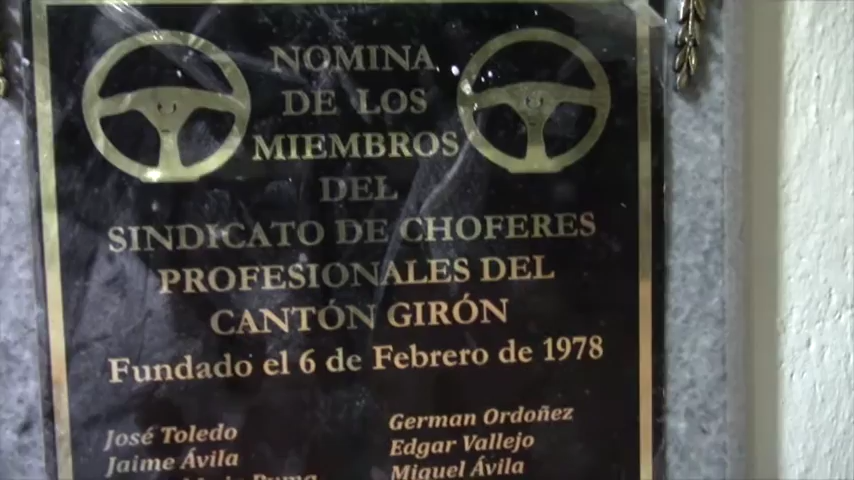 NOMINA
DE LOS
MIEMBROS
DEL
SINDICATO DE CHOFERES
PROFESIONALES DEL
CANTÓN GIRÓN
Fundado el 6 de Febrero de 1978
José Toledo
Jaime Ávila
German Ordoñez
Edgar Vallejo
Miguel Ávila